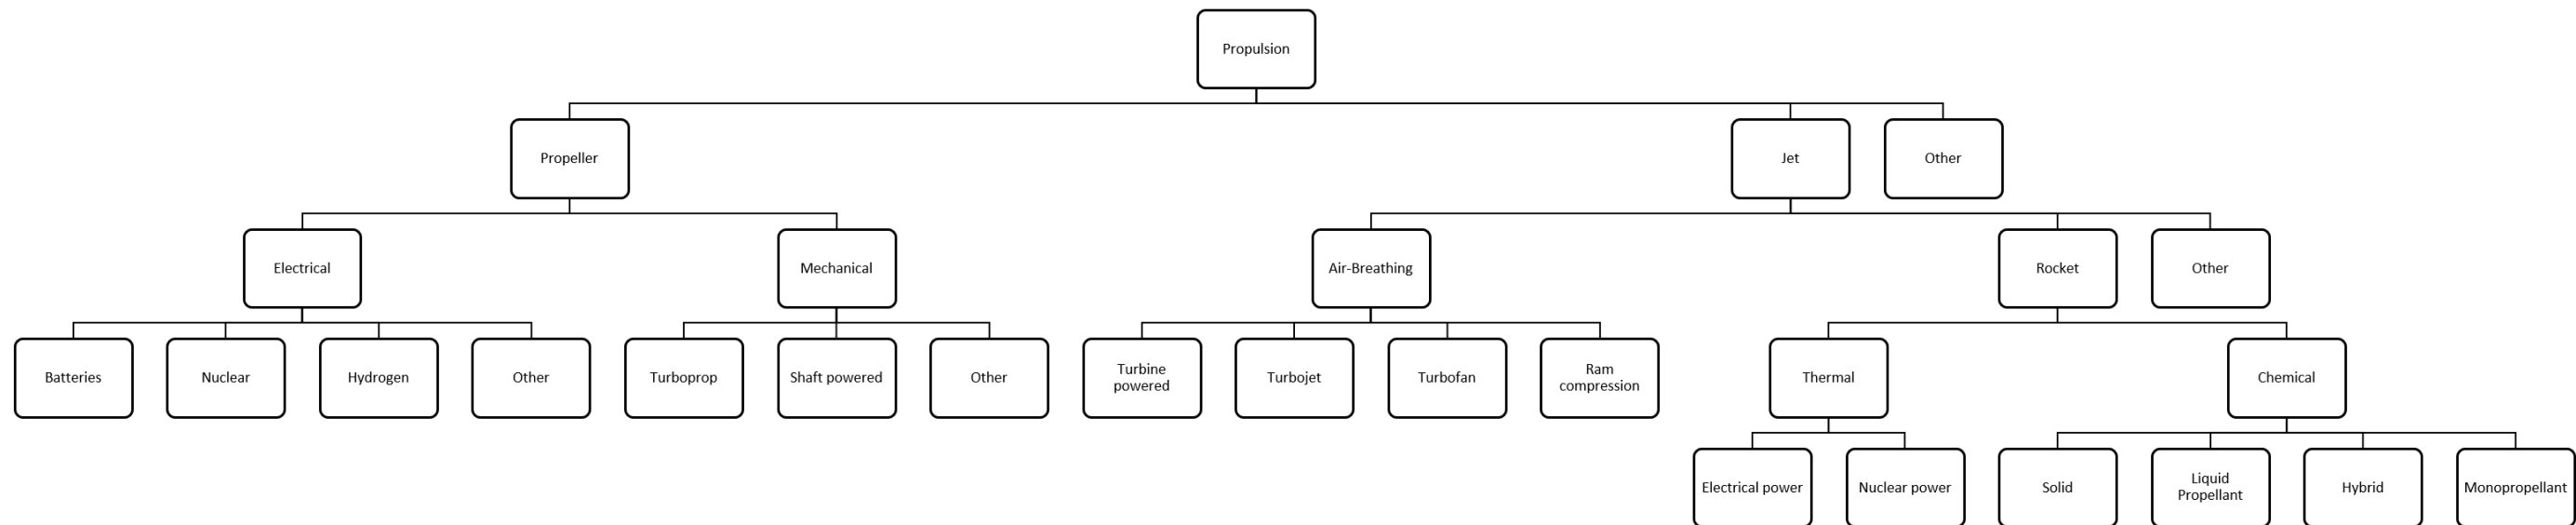 Propulsion
Propeller
Jet
Other
Electrical
Mechanical
Air-Breathing
Rocket
Other
Batteries
Nuclear
Hydrogen
Other
Turboprop
Shaft powered
Other
Turbine
powered
Turbojet
Turbofan
Ram
compression
Thermal
Chemical
Electrical power
Nuclear power
Solid
Liquid
Propellant
Hybrid
Monopropellant